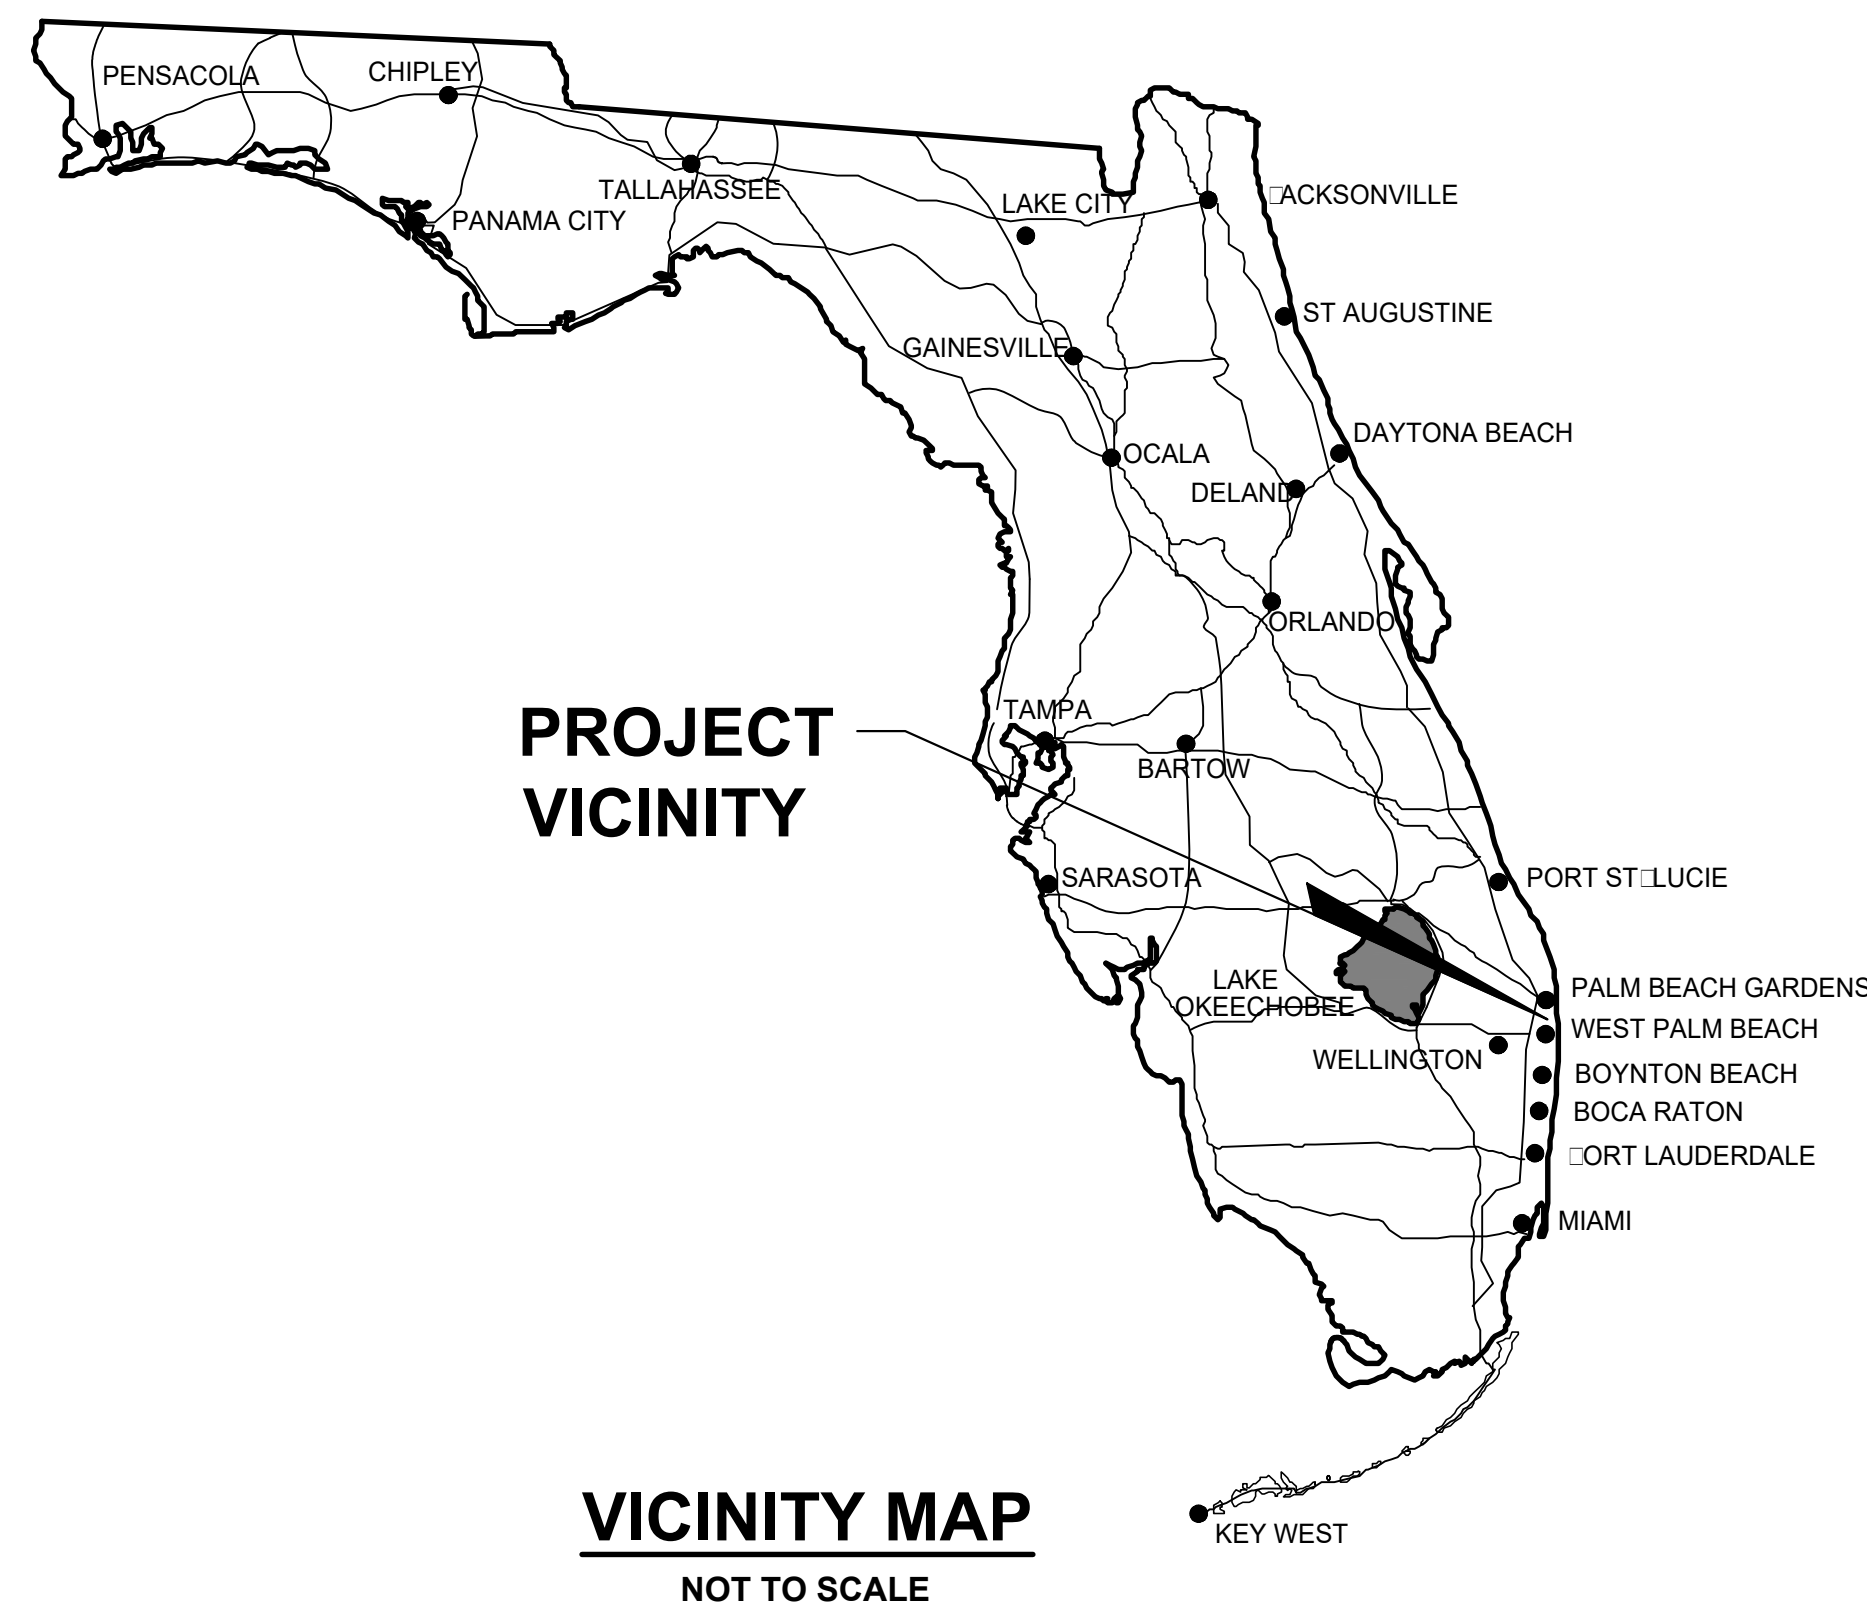 PENSACOLA
CHIPLEY
TALLAHASSEE
LAKE CITY
□ACKSONVILLE
PANAMA CITY
ST AUGUSTINE
GAINESVILLE
DAYTONA BEACH
OCALA
DELAND
ORLANDO
PROJECT
VICINITY
TAMPA
BARTOW
SARASOTA
PORT ST□LUCIE
LAKE
OKEECHOBEE
PALM BEACH GARDENS
WEST PALM BEACH
WELLINGTON
BOYNTON BEACH
BOCA RATON
□ORT LAUDERDALE
MIAMI
KEY WEST
VICINITY MAP
NOT TO SCALE